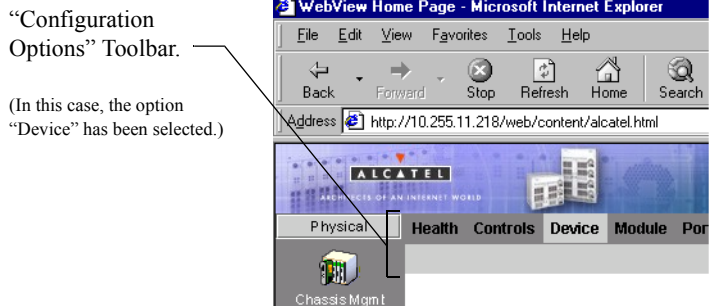 “Configuration
Options” Toolbar.
(In this case, the option
“Device” has been selected.)
WebView Home Page - Microsoft Internet Explorer
File Edit View Favorites Tools Help
Back Forward Stop Refresh Home Search
Address http://10.255.11.218/web/content/alcatel.html
ALCATEL
ARCHITECTS OF AN INTERNET WORLD
Physical Health Controls Device Module Por
Chassis Mgmt